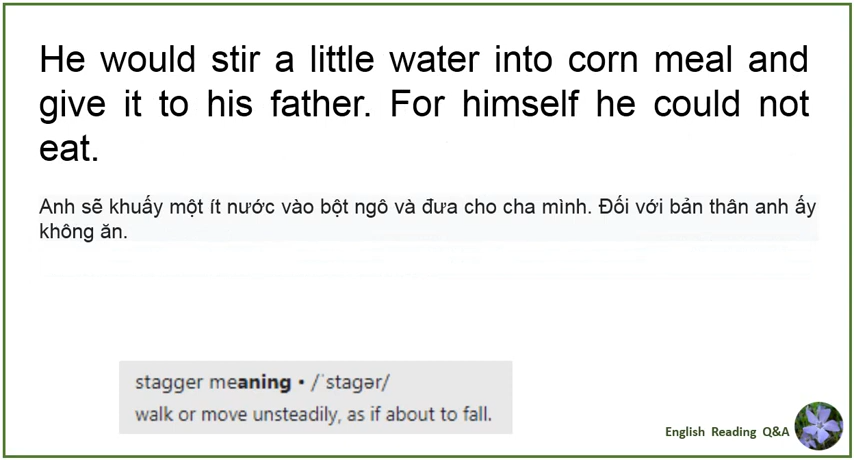 He would stir a little water into corn meal and
give it to his father. For himself he could not
eat.
Anh sẽ khuấy một ít nước vào bột ngô và đưa cho cha mình. Đối với bản thân anh ấy
không ăn.
stagger meaning • /ˈstaɡər/
walk or move unsteadily, as if about to fall.
English Reading Q&A